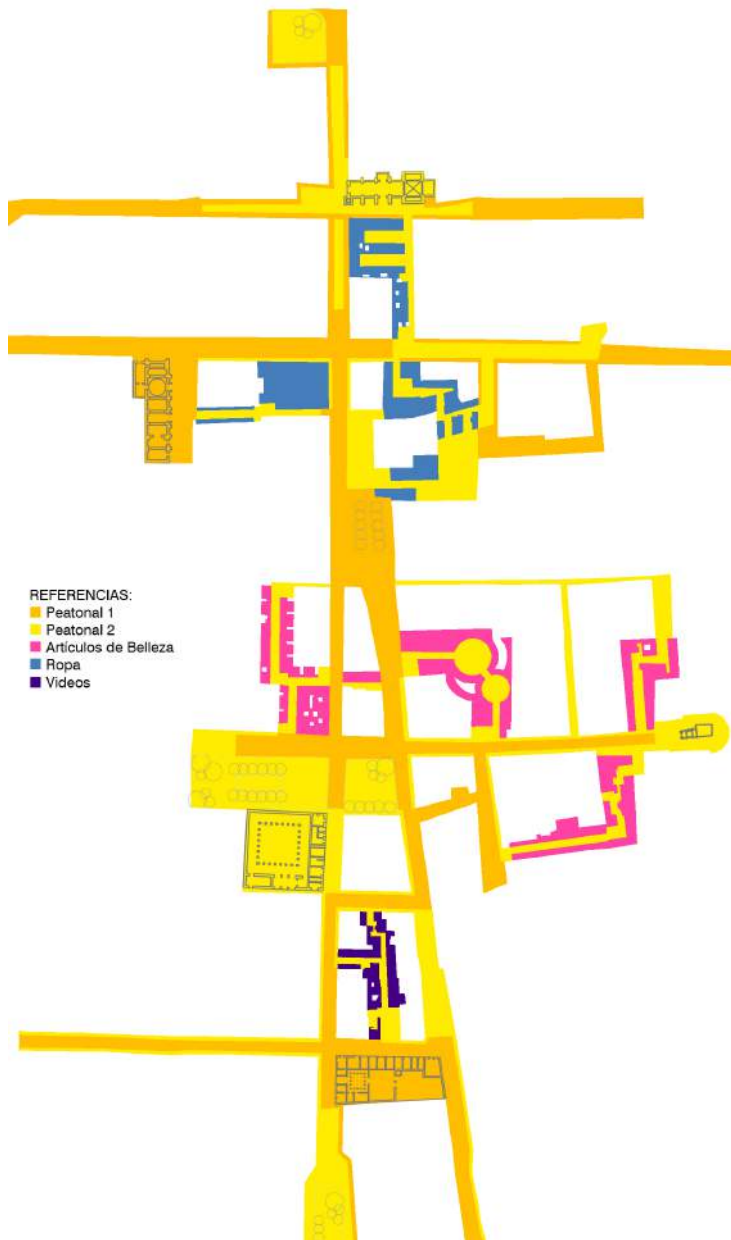 REFERENCIAS:
Peatonal 1
Peatonal 2
Artículos de Belleza
Ropa
Videos